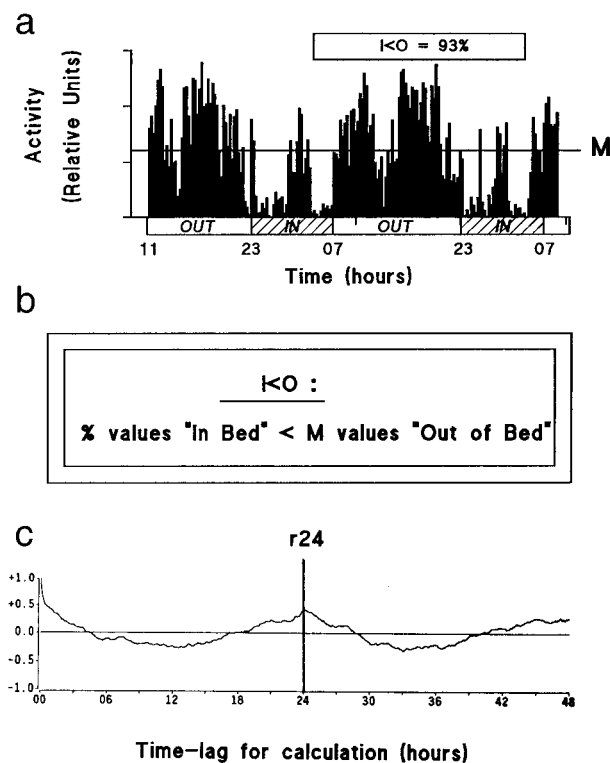 a
I<O = 93%
Activity
(Relative Units)
M
OUT IN OUT IN
11 23 07 23 07
Time (hours)
b
I<O :
% values "In Bed" < M values "Out of Bed"
c
r24
+1.0
+0.5
0.0
-0.5
-1.0
00 06 12 18 24 30 36 42 48
Time-lag for calculation (hours)